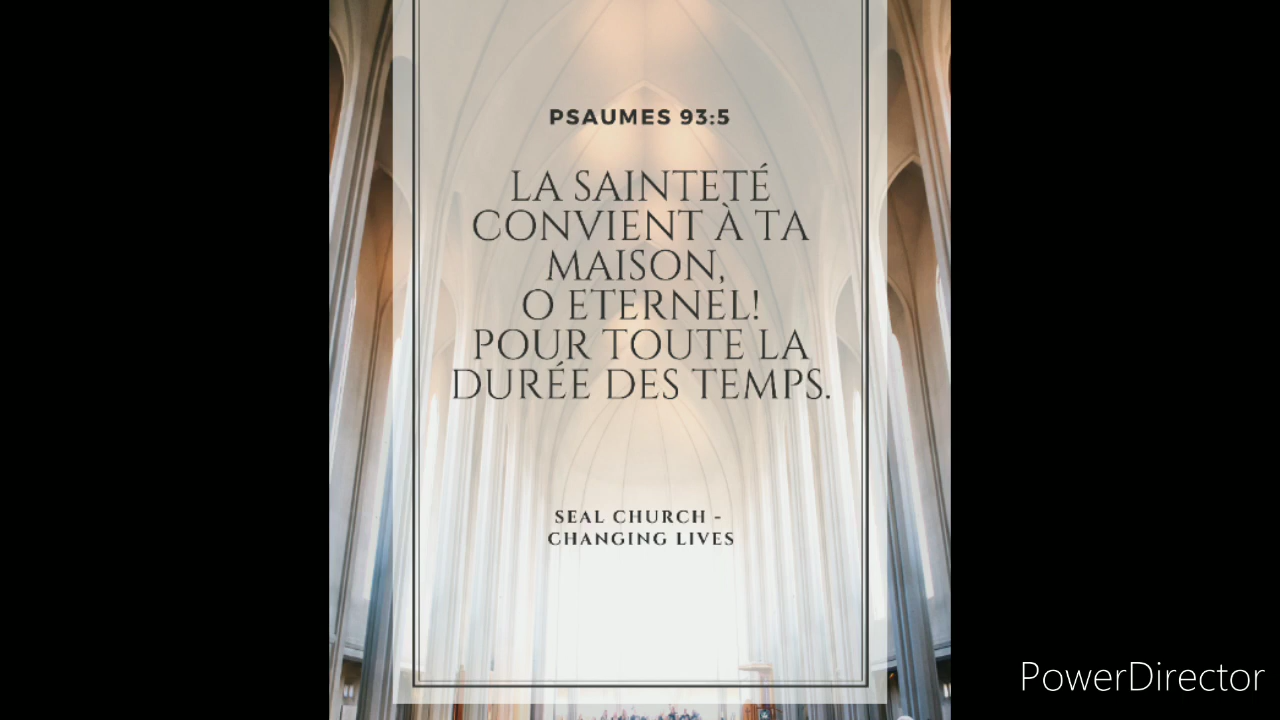 PSAUMES 93:5
LA SAINTETÉ
CONVIENT À TA
MAISON,
O ETERNEL!
POUR TOUTE LA
DURÉE DES TEMPS.
SEAL CHURCH -
CHANGING LIVES
PowerDirector